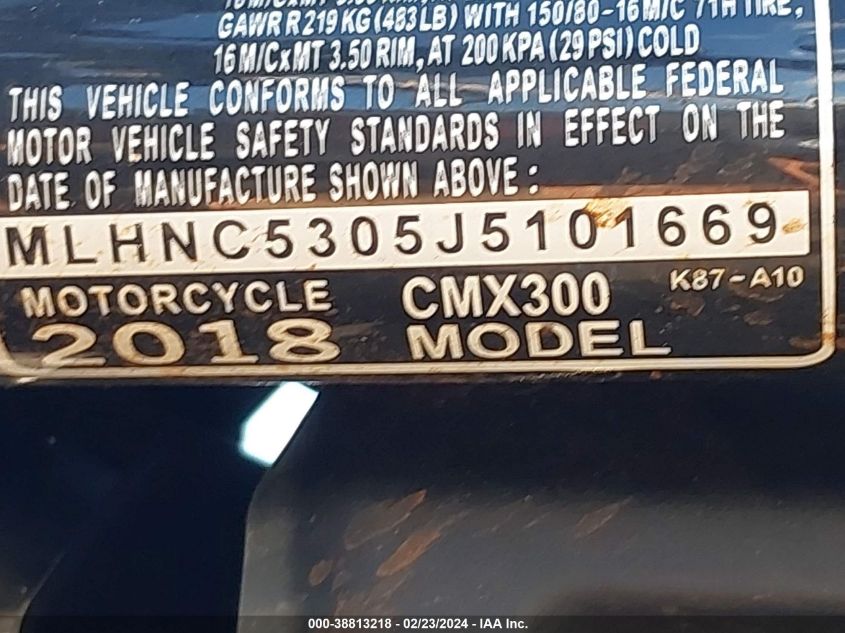 GAWR R 219 KG (483 LB) WITH 150/80-16 M/C 71H TIRE,
16 M/CxMT 3.50 RIM, AT 200 KPA (29 PSI) COLD
THIS VEHICLE CONFORMS TO ALL APPLICABLE FEDERAL
MOTOR VEHICLE SAFETY STANDARDS IN EFFECT ON THE
DATE OF MANUFACTURE SHOWN ABOVE :
MLHNC5305J5101669
MOTORCYCLE CMX300 K87-A10
2018 MODEL
000-38813218 - 02/23/2024 - IAA Inc.